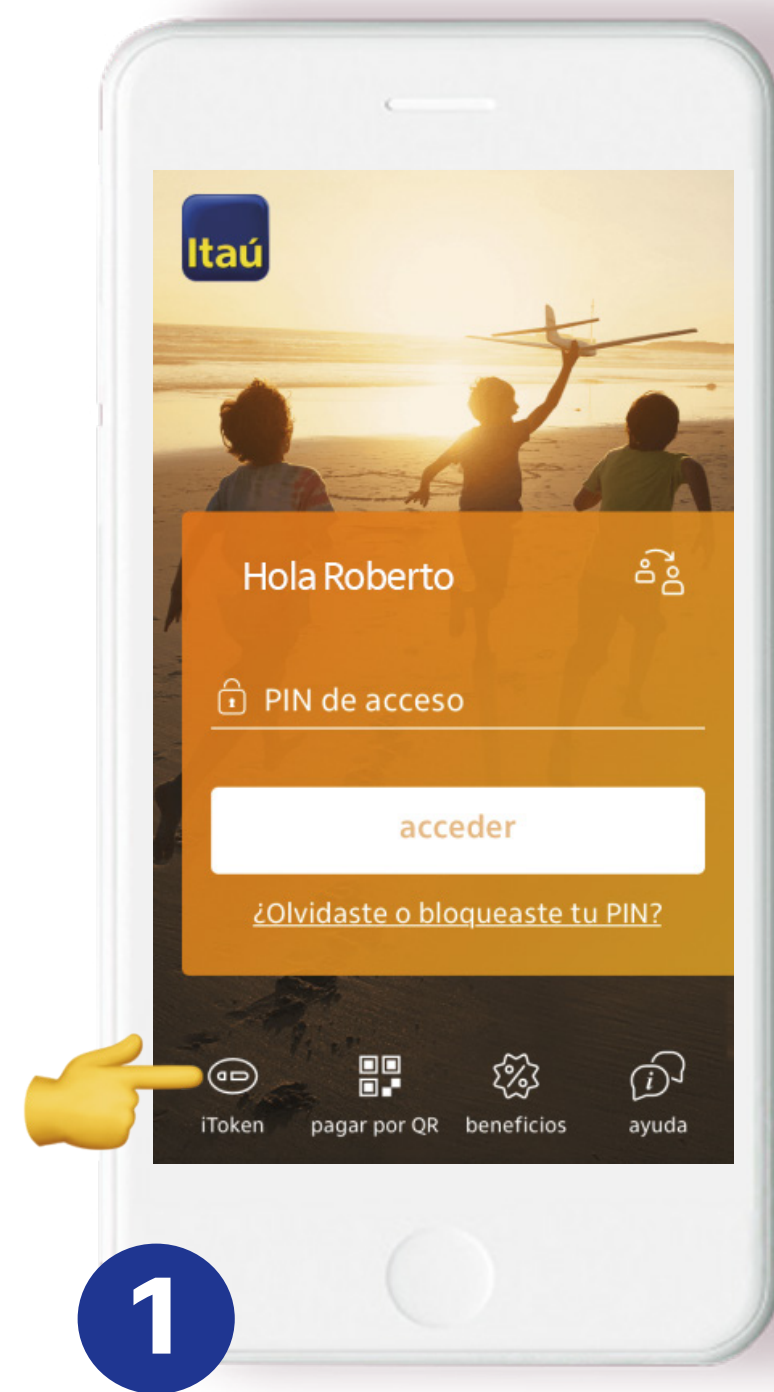 Itaú
Hola Roberto
PIN de acceso
acceder
¿Olvidaste o bloqueaste tu PIN?
iToken pagar por QR beneficios ayuda
1